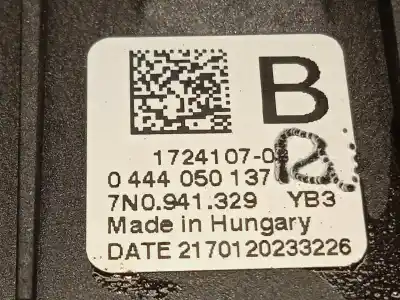 B
1724107-0
0 444 050 137
7N0.941.329 YB3
Made in Hungary
DATE 2170120233226